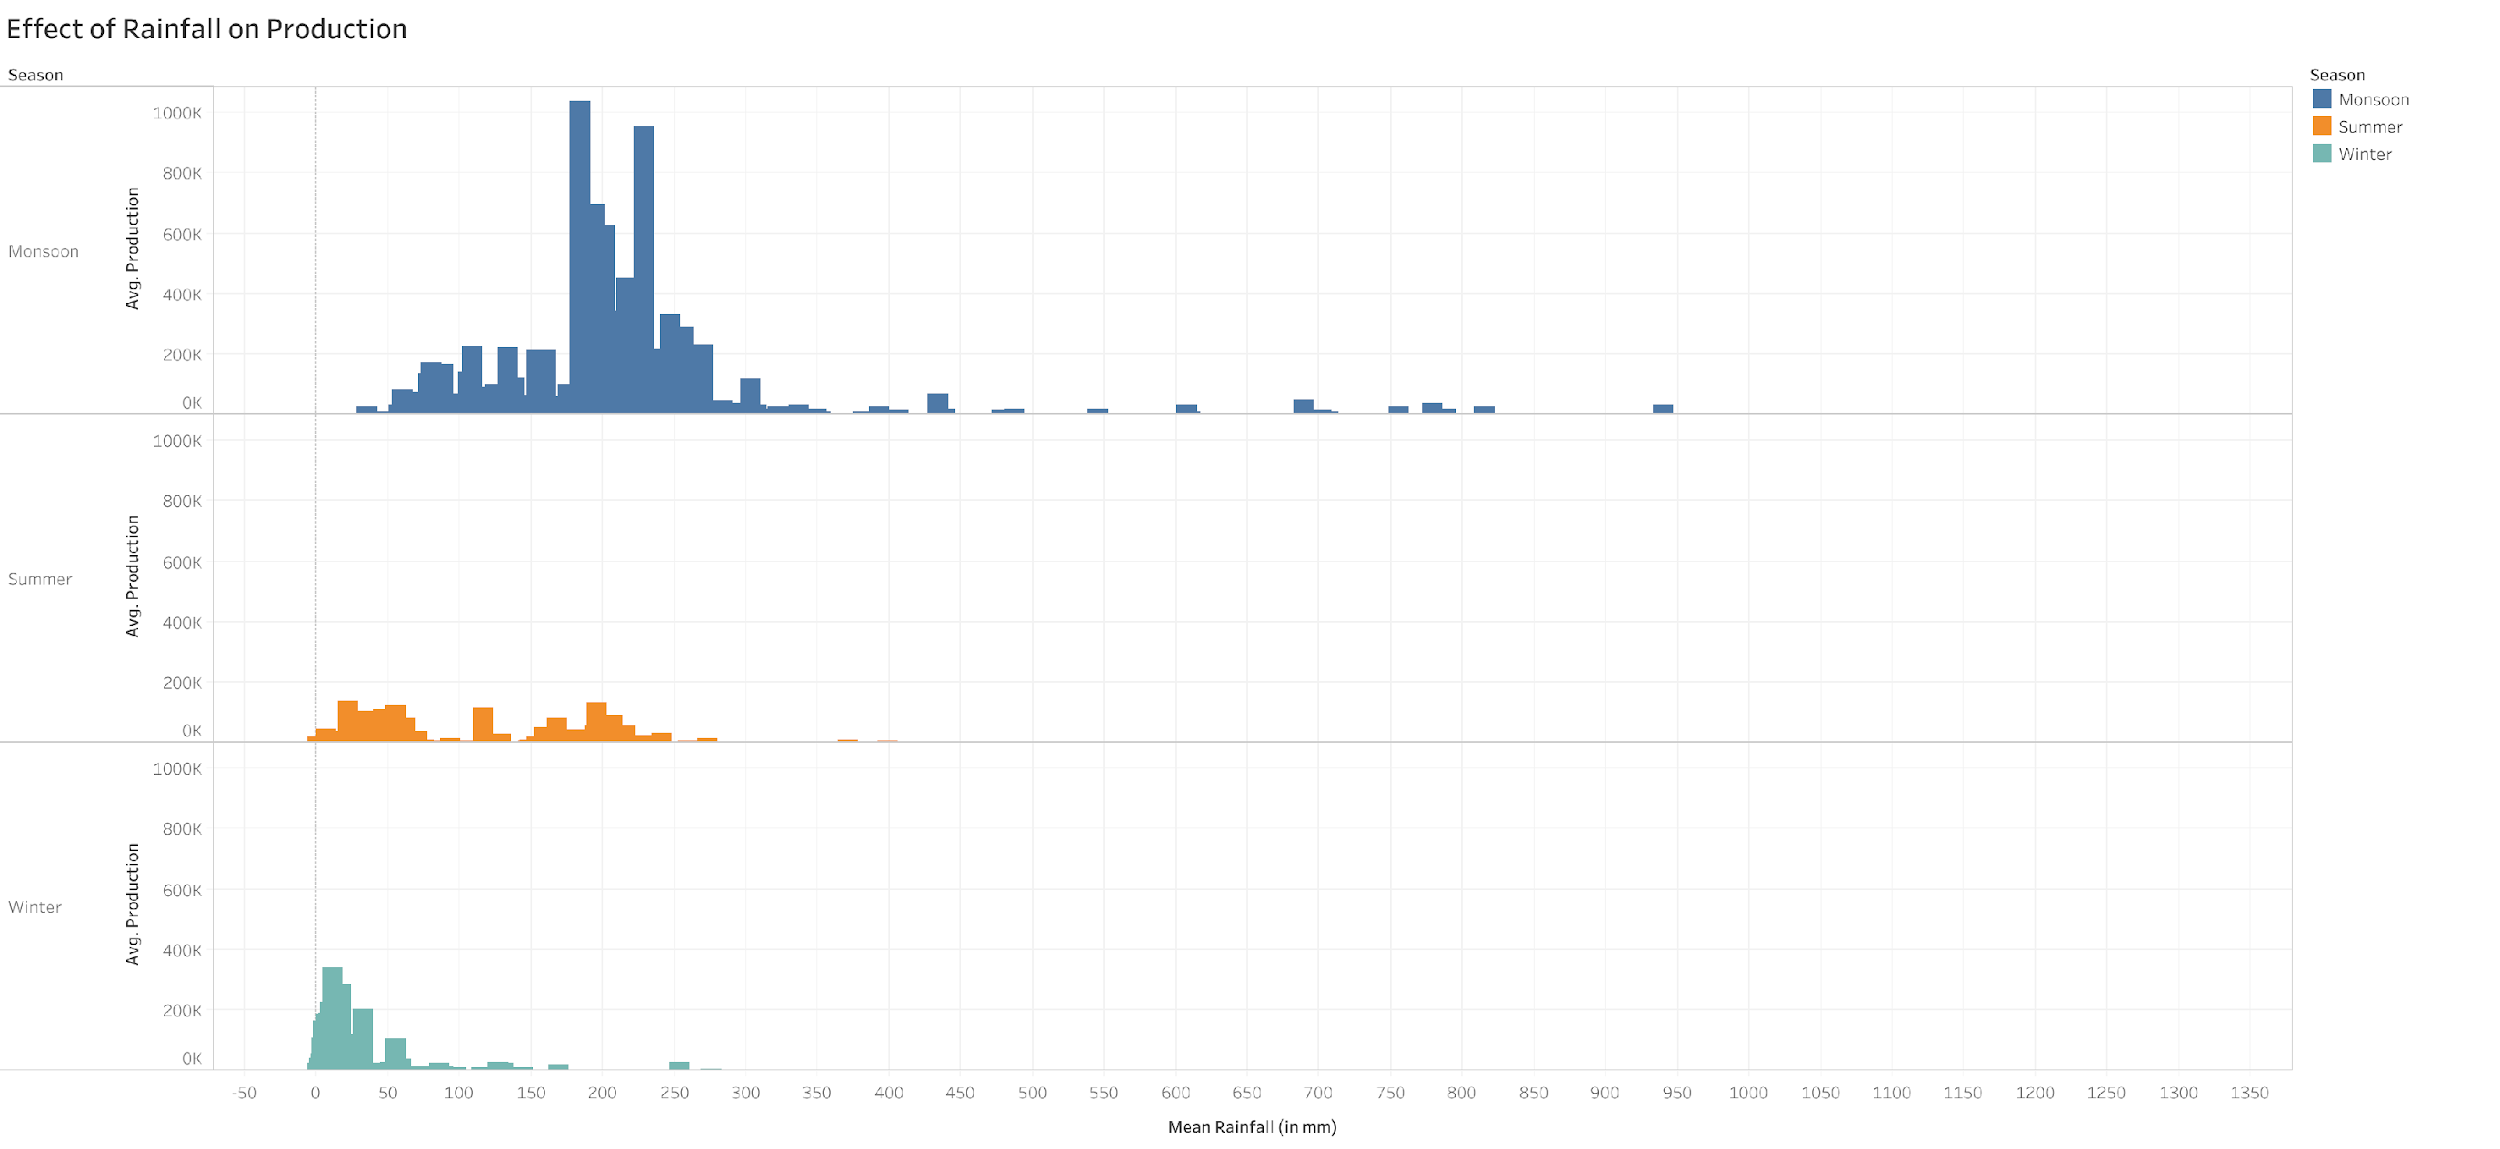 Effect of Rainfall on Production
Season
Monsoon
Avg. Production
1000K
800K
600K
400K
200K
0K
Summer
Avg. Production
1000K
800K
600K
400K
200K
0K
Winter
Avg. Production
1000K
800K
600K
400K
200K
0K
-50 0 50 100 150 200 250 300 350 400 450 500 550 600 650 700 750 800 850 900 950 1000 1050 1100 1150 1200 1250 1300 1350
Mean Rainfall (in mm)
Season
Monsoon
Summer
Winter